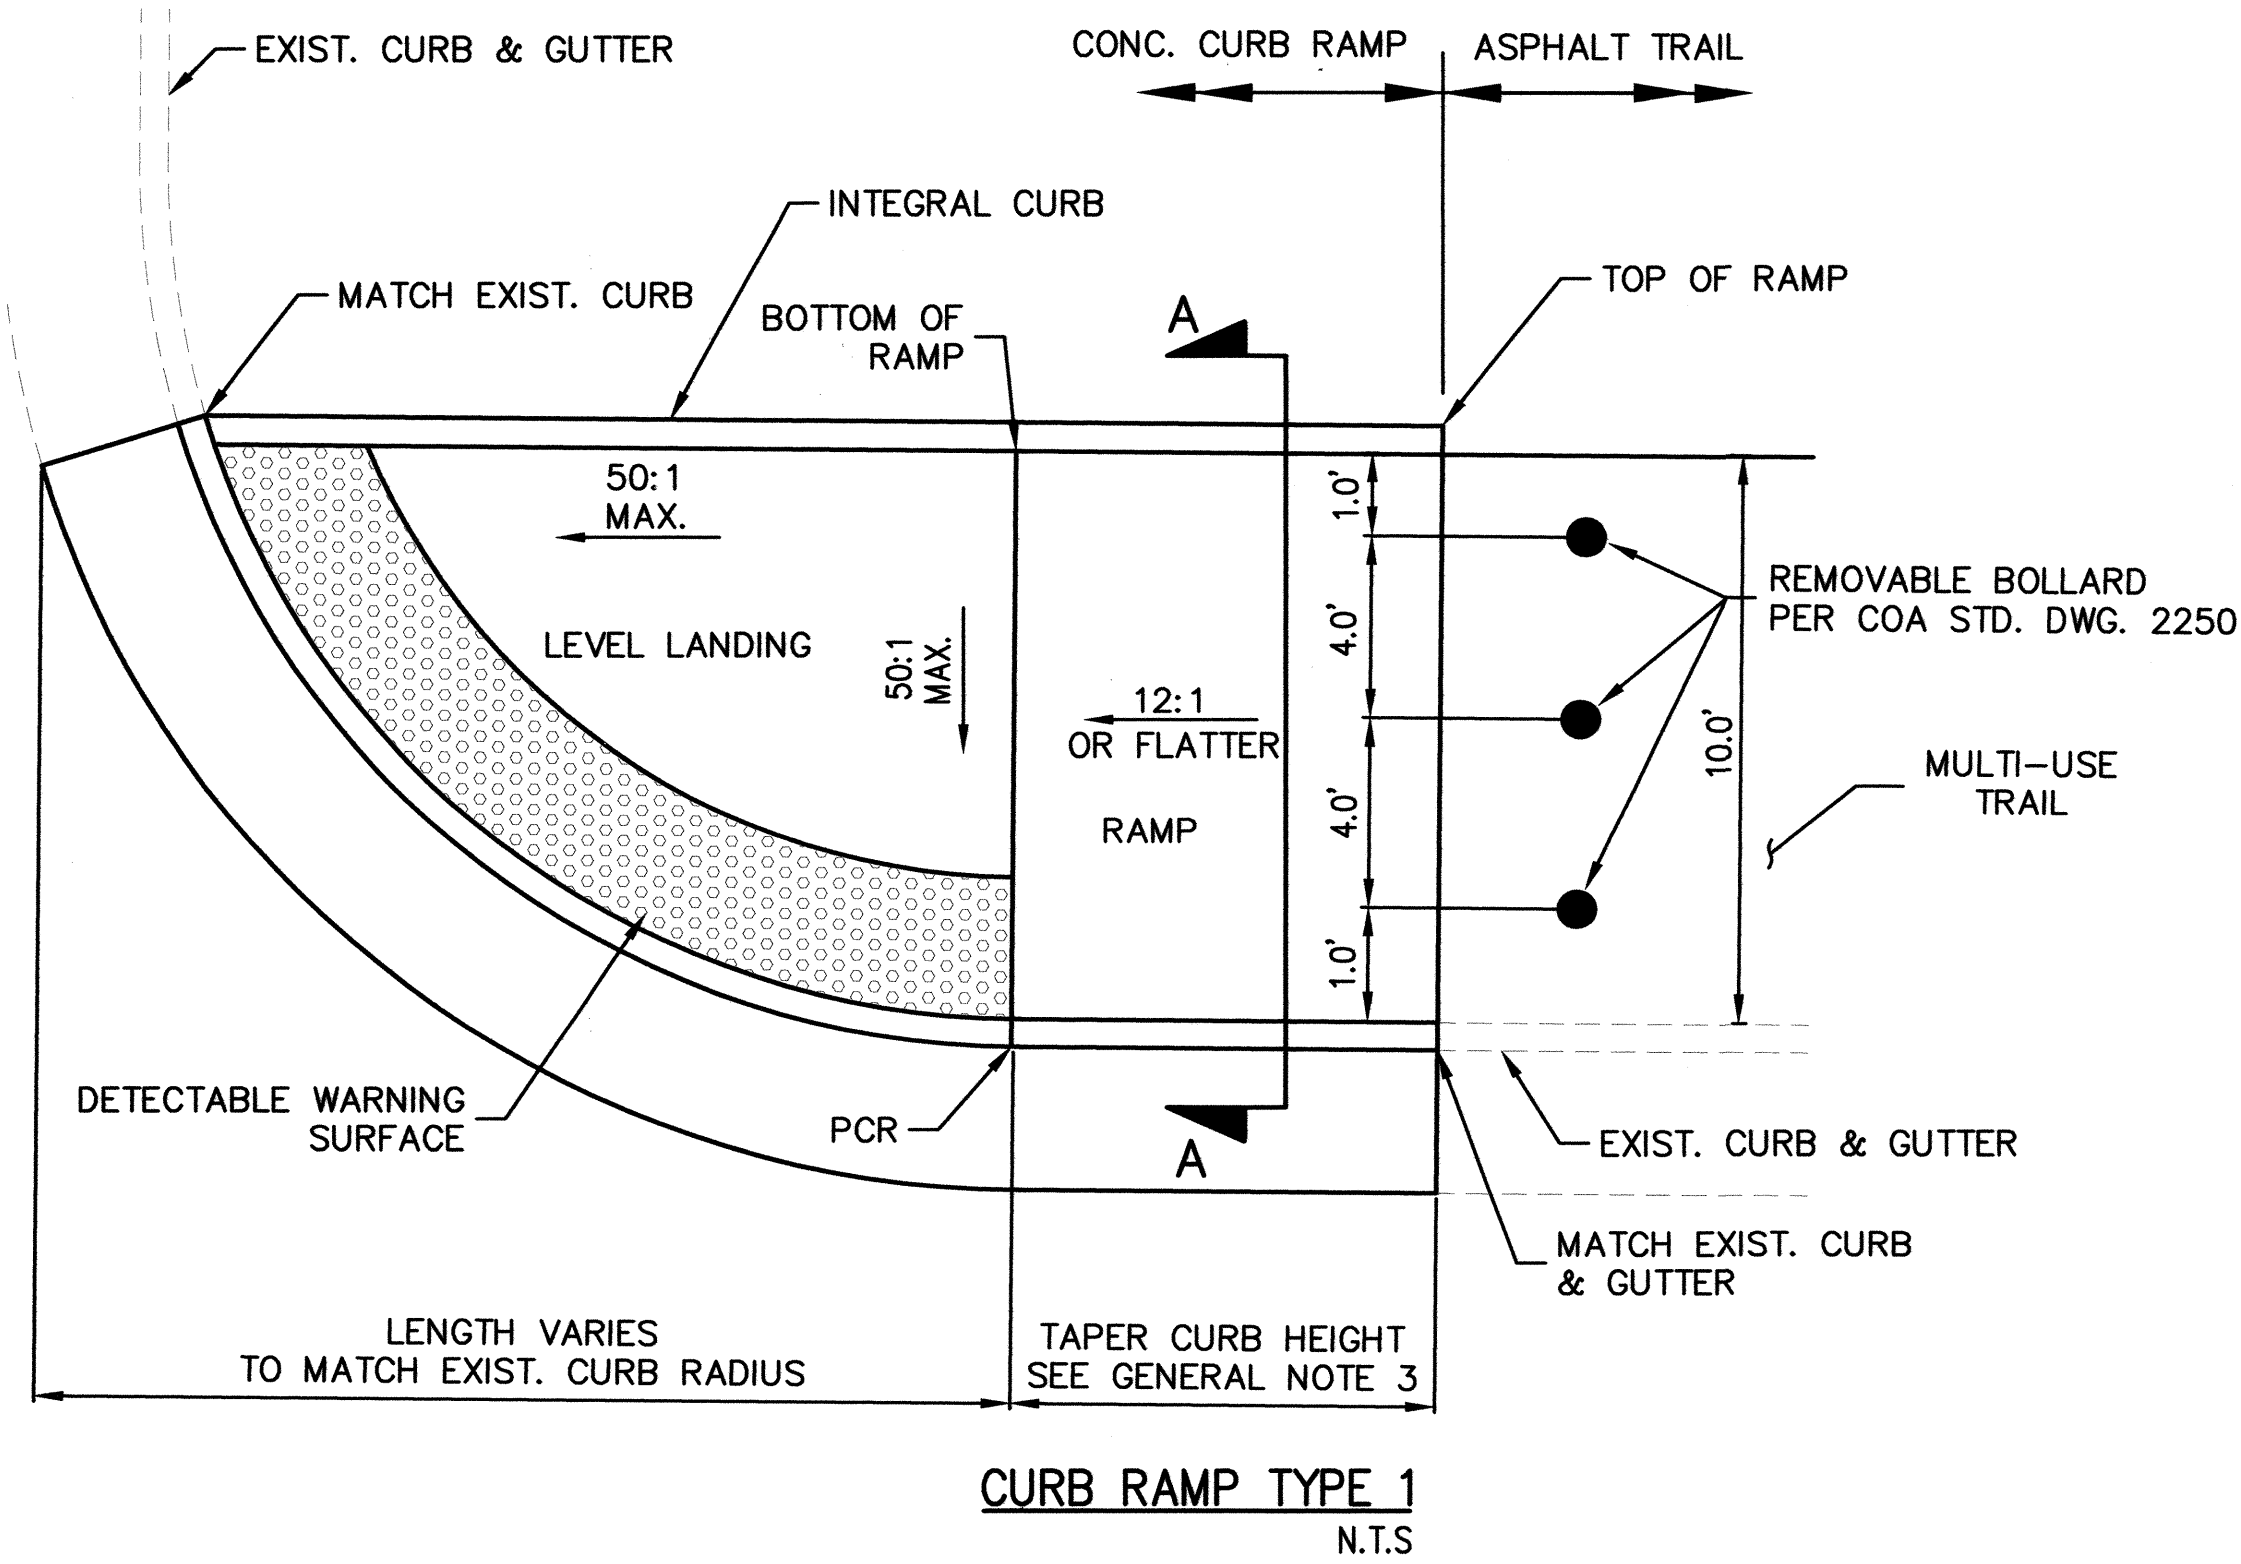 EXIST. CURB & GUTTER
CONC. CURB RAMP
ASPHALT TRAIL
INTEGRAL CURB
TOP OF RAMP
MATCH EXIST. CURB
BOTTOM OF
RAMP
A
50:1
MAX.
1.0'
REMOVABLE BOLLARD
PER COA STD. DWG. 2250
LEVEL LANDING
50:1
MAX.
4.0'
12:1
OR FLATTER
10.0'
MULTI-USE
TRAIL
RAMP
4.0'
1.0'
DETECTABLE WARNING
SURFACE
PCR
A
EXIST. CURB & GUTTER
MATCH EXIST. CURB
& GUTTER
LENGTH VARIES
TO MATCH EXIST. CURB RADIUS
TAPER CURB HEIGHT
SEE GENERAL NOTE 3
CURB RAMP TYPE 1
N.T.S